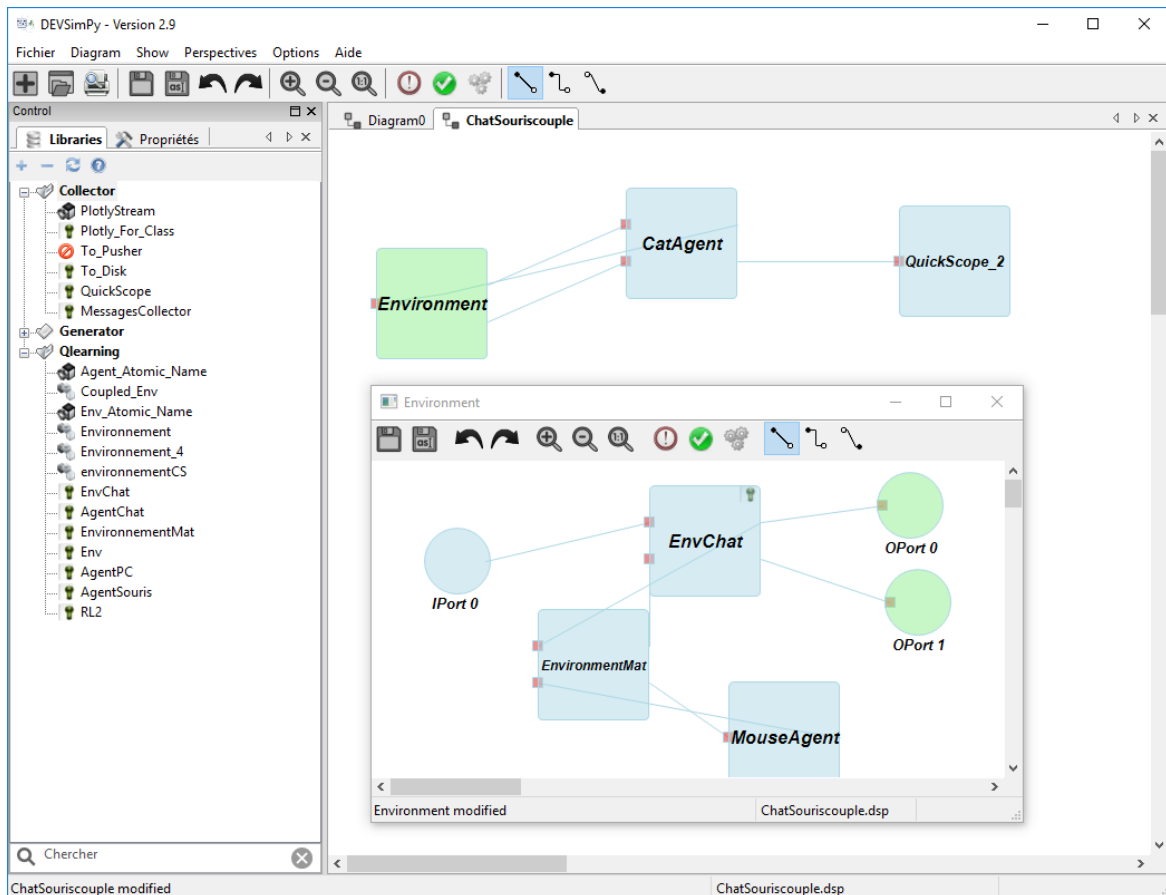 DEVSimPy - Version 2.9
Fichier Diagram Show Perspectives Options Aide
Control
Libraries Propriétés
Collector
PlotlyStream
Plotly_For_Class
To_Pusher
To_Disk
QuickScope
MessagesCollector
Generator
Qlearning
Agent_Atomic_Name
Coupled_Env
Env_Atomic_Name
Environnement
Environnement_4
environnementCS
EnvChat
AgentChat
EnvironnementMat
Env
AgentPC
AgentSouris
RL2
Chercher
Diagram0 ChatSouriscouple
CatAgent
QuickScope_2
Environment
Environment
EnvChat
OPort 0
IPort 0
OPort 1
EnvironmentMat
MouseAgent
Environment modified ChatSouriscouple.dsp
ChatSouriscouple modified ChatSouriscouple.dsp